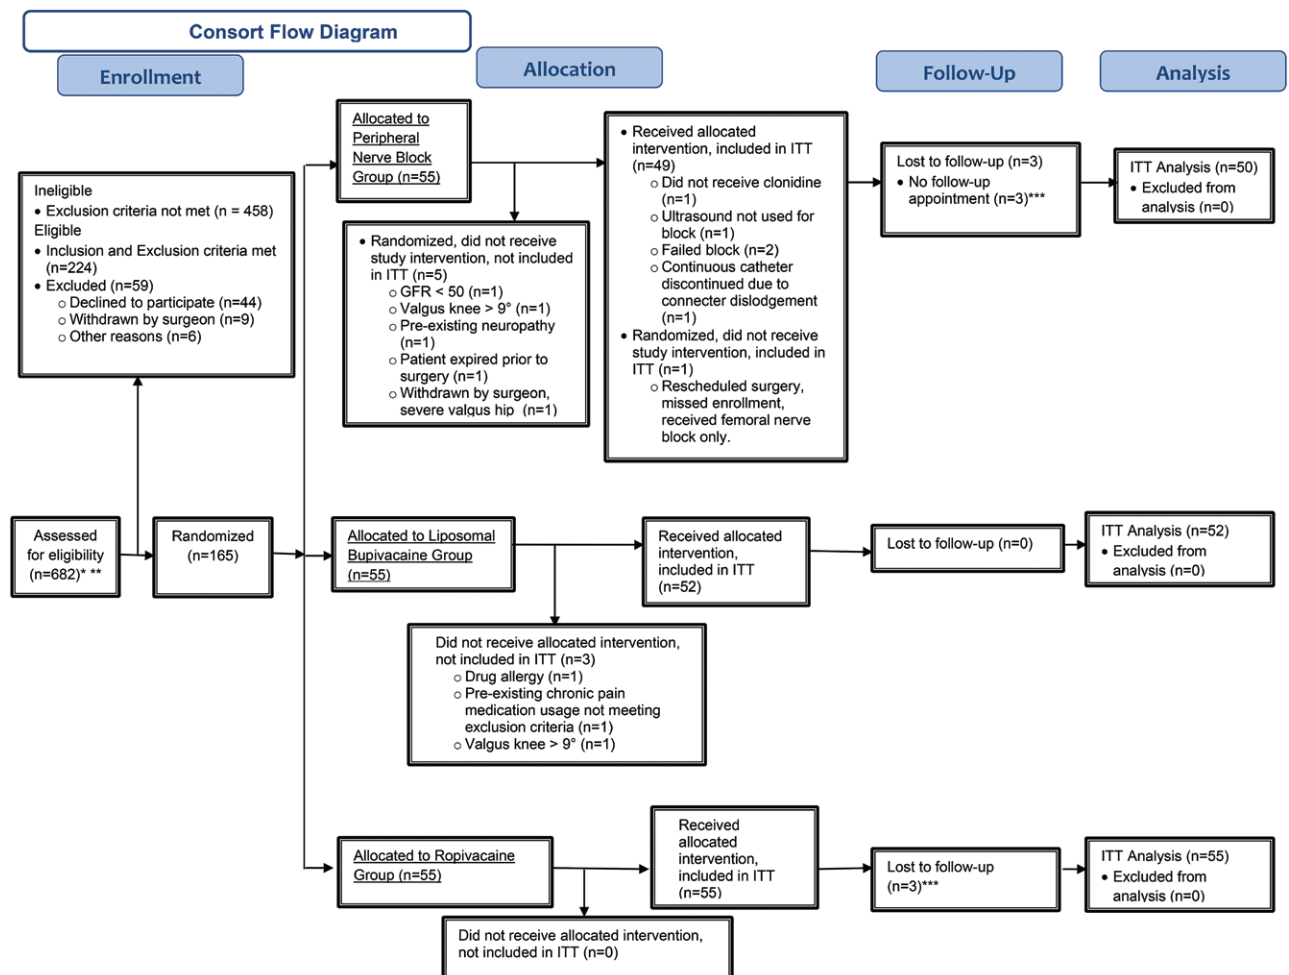 Consort Flow Diagram
Enrollment
Allocation
Follow-Up
Analysis
Ineligible
• Exclusion criteria not met (n = 458)
Eligible
• Inclusion and Exclusion criteria met
(n=224)
• Excluded (n=59)
o Declined to participate (n=44)
o Withdrawn by surgeon (n=9)
o Other reasons (n=6)
Assessed
for eligibility
(n=682)* **
Randomized
(n=165)
Allocated to
Peripheral
Nerve Block
Group (n=55)
• Randomized, did not receive
study intervention, not included
in ITT (n=5)
o GFR < 50 (n=1)
o Valgus knee > 9° (n=1)
o Pre-existing neuropathy
(n=1)
o Patient expired prior to
surgery (n=1)
o Withdrawn by surgeon,
severe valgus hip (n=1)
• Received allocated
intervention, included in ITT
(n=49)
o Did not receive clonidine
(n=1)
o Ultrasound not used for
block (n=1)
o Failed block (n=2)
o Continuous catheter
discontinued due to
connecter dislodgement
(n=1)
• Randomized, did not receive
study intervention, included in
ITT (n=1)
o Rescheduled surgery,
missed enrollment,
received femoral nerve
block only.
Lost to follow-up (n=3)
• No follow-up
appointment (n=3)***
ITT Analysis (n=50)
• Excluded from
analysis (n=0)
Allocated to Liposomal
Bupivacaine Group
(n=55)
Did not receive allocated intervention,
not included in ITT (n=3)
o Drug allergy (n=1)
o Pre-existing chronic pain
medication usage not meeting
exclusion criteria (n=1)
o Valgus knee > 9° (n=1)
Received allocated
intervention,
included in ITT
(n=52)
Lost to follow-up (n=0)
ITT Analysis (n=52)
• Excluded from
analysis (n=0)
Allocated to Ropivacaine
Group (n=55)
Did not receive allocated intervention,
not included in ITT (n=0)
Received
allocated
intervention,
included in ITT
(n=55)
Lost to follow-up
(n=3)***
ITT Analysis (n=55)
• Excluded from
analysis (n=0)